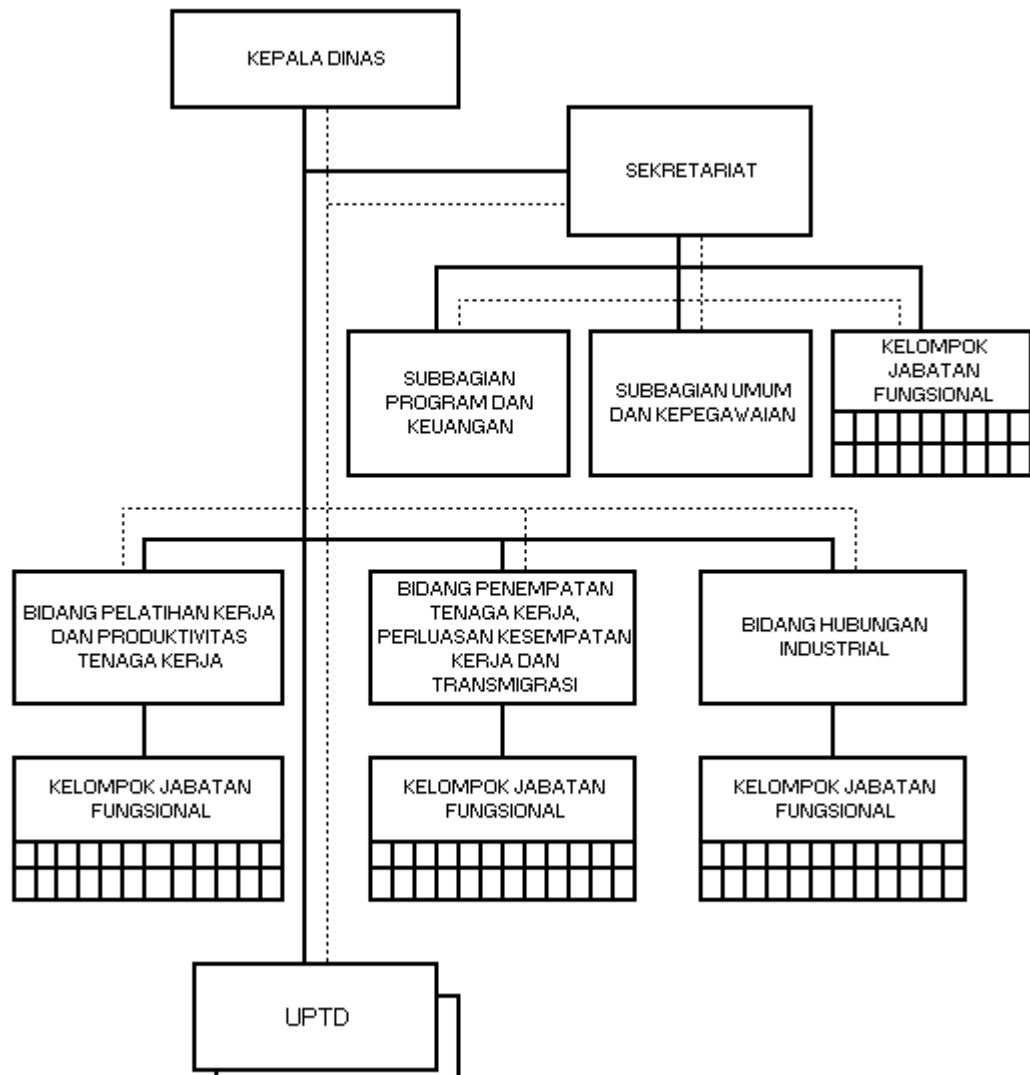 KEPALA DINAS
SEKRETARIAT
SUBBAGIAN
PROGRAM DAN
KEUANGAN
SUBBAGIAN UMUM
DAN KEPEGAWAIAN
KELOMPOK
JABATAN
FUNGSIONAL
BIDANG PELATIHAN KERJA
DAN PRODUKTIVITAS
TENAGA KERJA
BIDANG PENEMPATAN
TENAGA KERJA,
PERLUASAN KESEMPATAN
KERJA DAN
TRANSMIGRASI
BIDANG HUBUNGAN
INDUSTRIAL
KELOMPOK JABATAN
FUNGSIONAL
KELOMPOK JABATAN
FUNGSIONAL
KELOMPOK JABATAN
FUNGSIONAL
UPTD